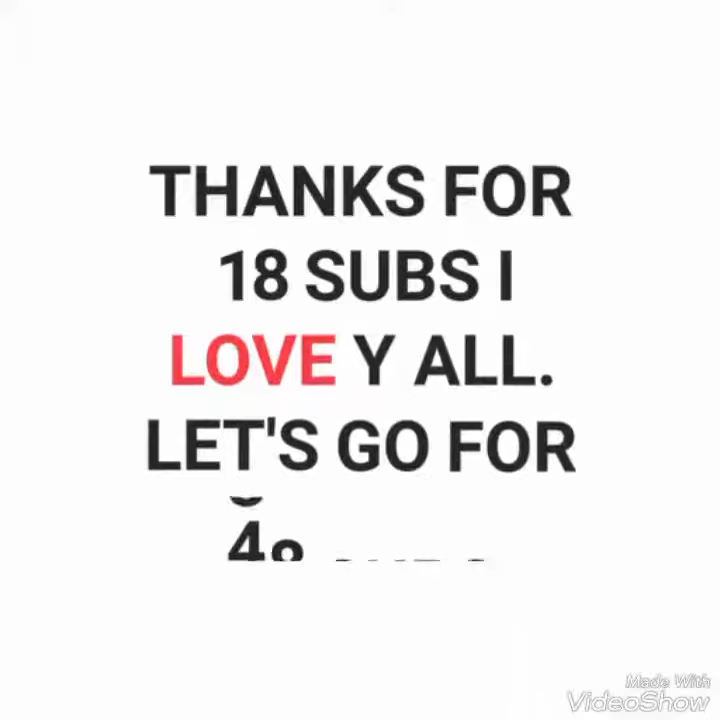 THANKS FOR
18 SUBS I
LOVE Y ALL.
LET'S GO FOR
Made With
VideoShow